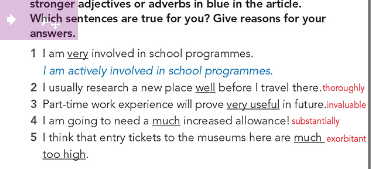 stronger adjectives or adverbs in blue in the article.
Which sentences are true for you? Give reasons for your
answers.
1 I am very involved in school programmes.
I am actively involved in school programmes.
2 I usually research a new place well before I travel there. thoroughly
3 Part-time work experience will prove very useful in future. invaluable
4 I am going to need a much increased allowance! substantially
5 I think that entry tickets to the museums here are much exorbitant
too high.